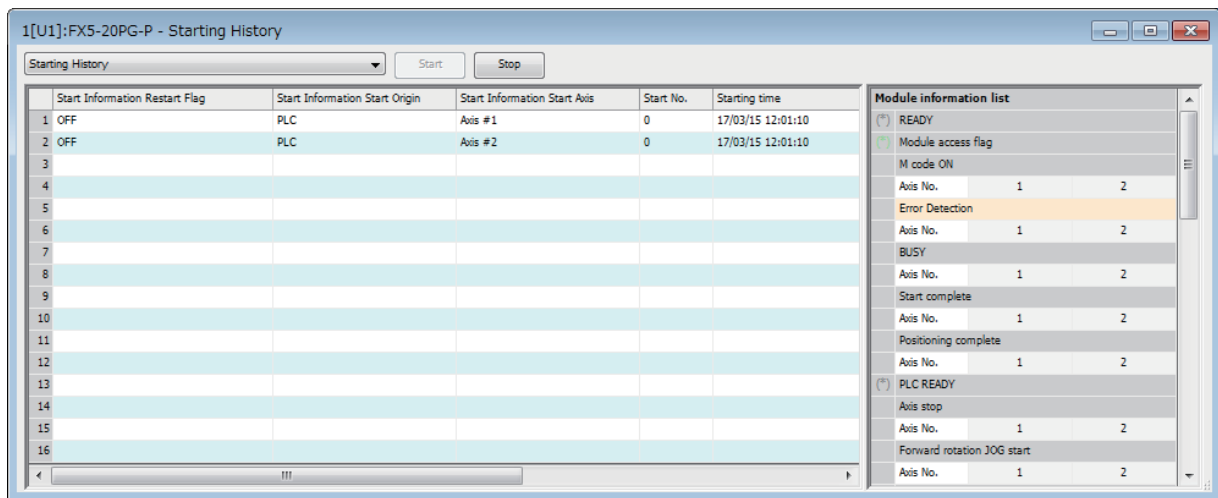 1[U1]:FX5-20PG-P - Starting History
Starting History Start Stop
Start Information Restart Flag Start Information Start Origin Start Information Start Axis Start No. Starting time
1 OFF PLC Axis #1 0 17/03/15 12:01:10
2 OFF PLC Axis #2 0 17/03/15 12:01:10
3
4
5
6
7
8
9
10
11
12
13
14
15
16
Module information list
(*) READY
(*) Module access flag
M code ON
Axis No. 1 2
Error Detection
Axis No. 1 2
BUSY
Axis No. 1 2
Start complete
Axis No. 1 2
Positioning complete
Axis No. 1 2
(*) PLC READY
Axis stop
Axis No. 1 2
Forward rotation JOG start
Axis No. 1 2